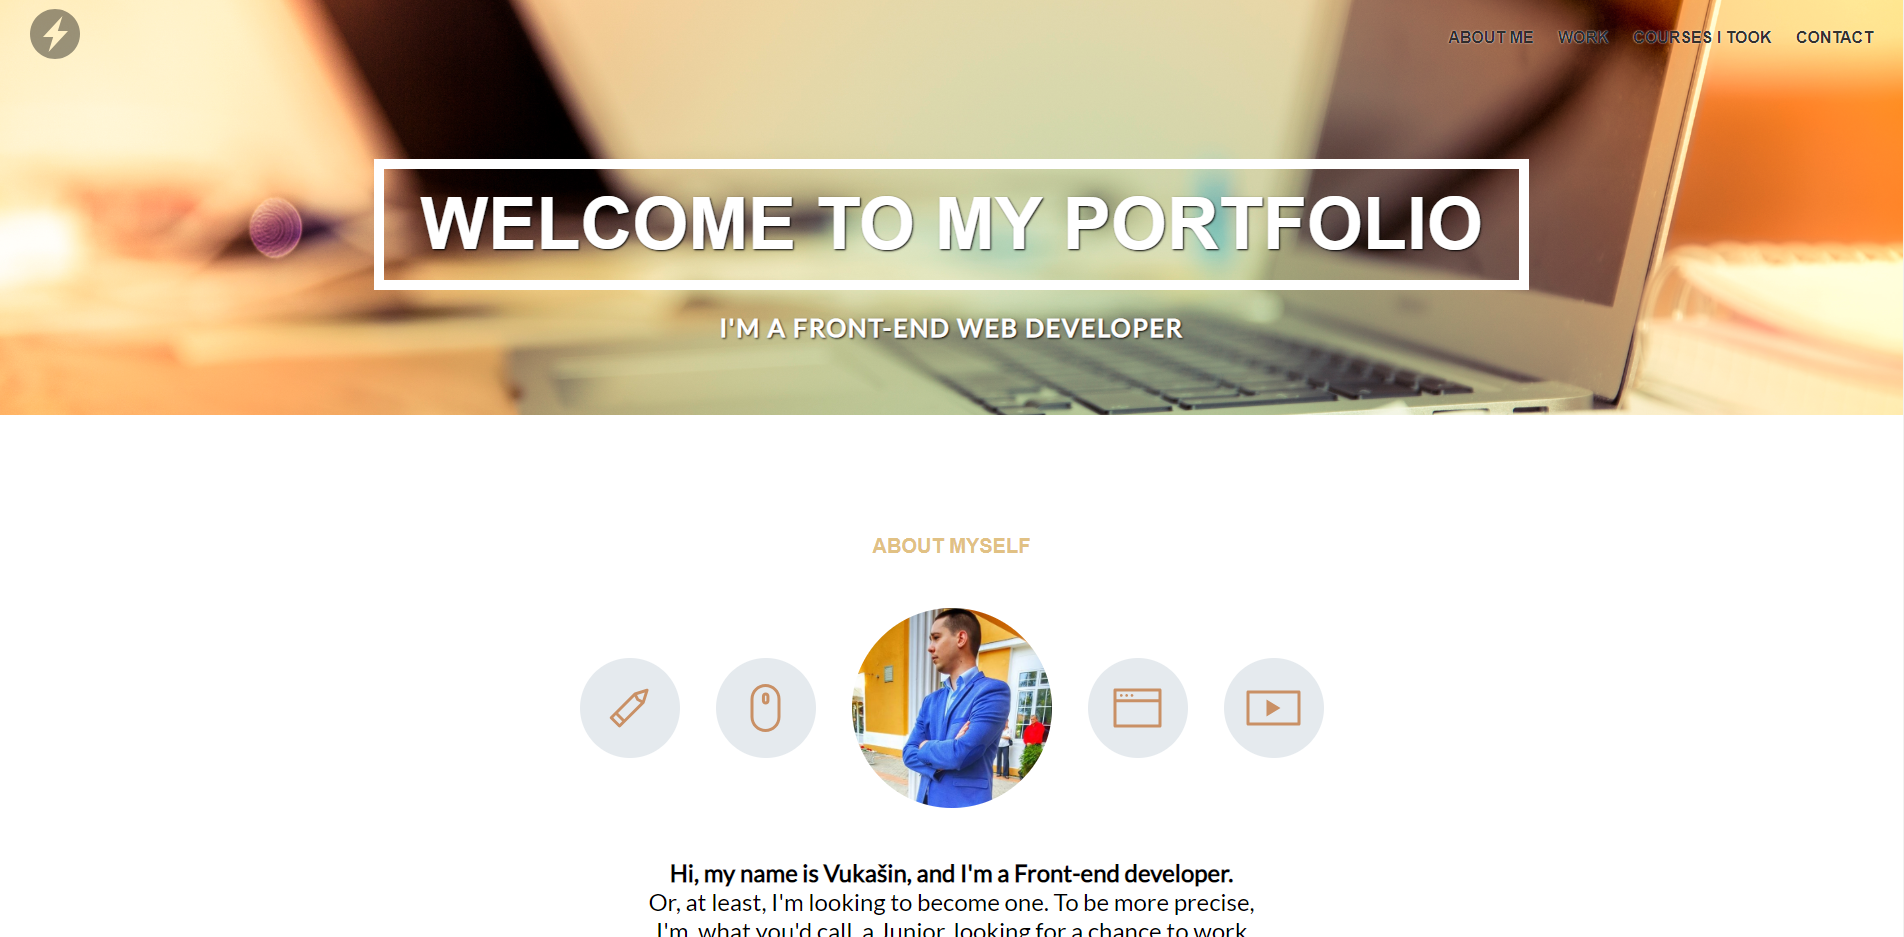 ABOUT ME WORK COURSES I TOOK CONTACT
WELCOME TO MY PORTFOLIO
I'M A FRONT-END WEB DEVELOPER
ABOUT MYSELF
Hi, my name is Vukašin, and I'm a Front-end developer.
Or, at least, I'm looking to become one. To be more precise,
I'm, what you'd call, a Junior, looking for a chance to work